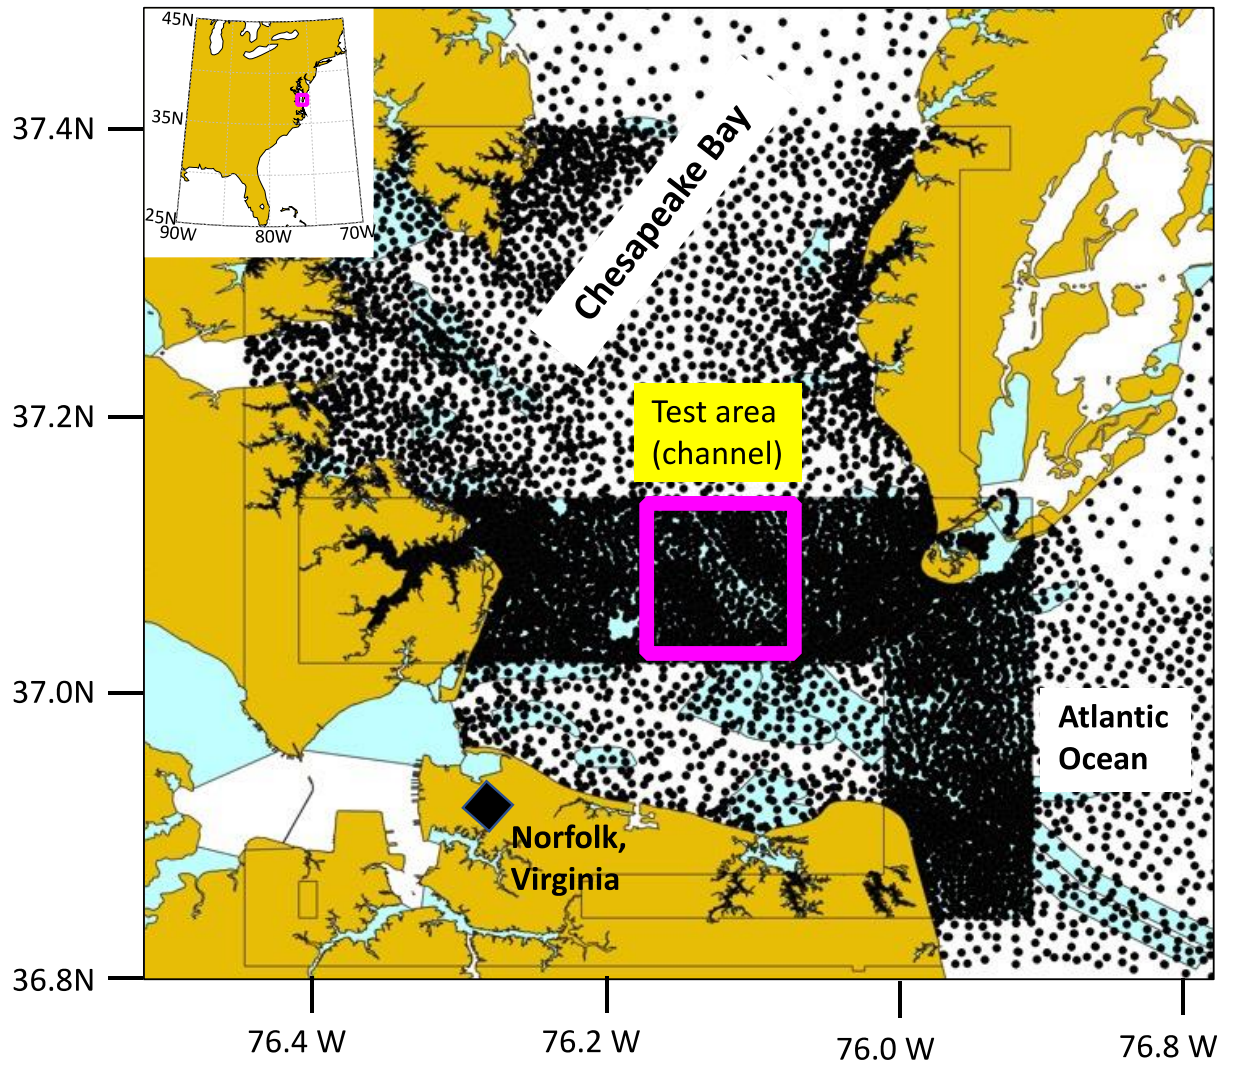 45N
35N
25N
90W
80W
70W
37.4N
37.2N
37.0N
36.8N
Chesapeake Bay
Test area
(channel)
Atlantic
Ocean
Norfolk,
Virginia
76.4 W
76.2 W
76.0 W
76.8 W